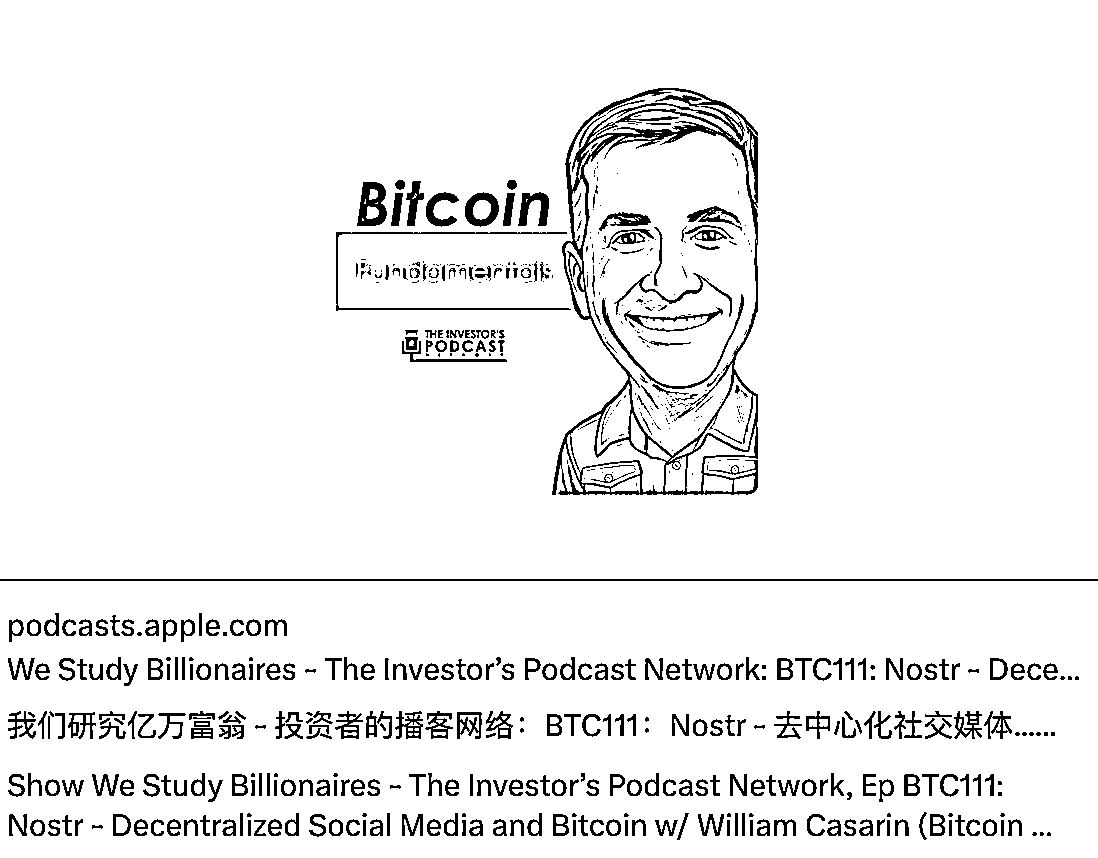 Bitcoin
Fundamentals
THE INVESTOR'S
PODCAST
podcasts.apple.com
We Study Billionaires - The Investor’s Podcast Network: BTC111: Nostr - Dece...
我们研究亿万富翁 - 投资者的播客网络：BTC111：Nostr - 去中心化社交媒体......
Show We Study Billionaires - The Investor’s Podcast Network, Ep BTC111:
Nostr - Decentralized Social Media and Bitcoin w/ William Casarin (Bitcoin ...